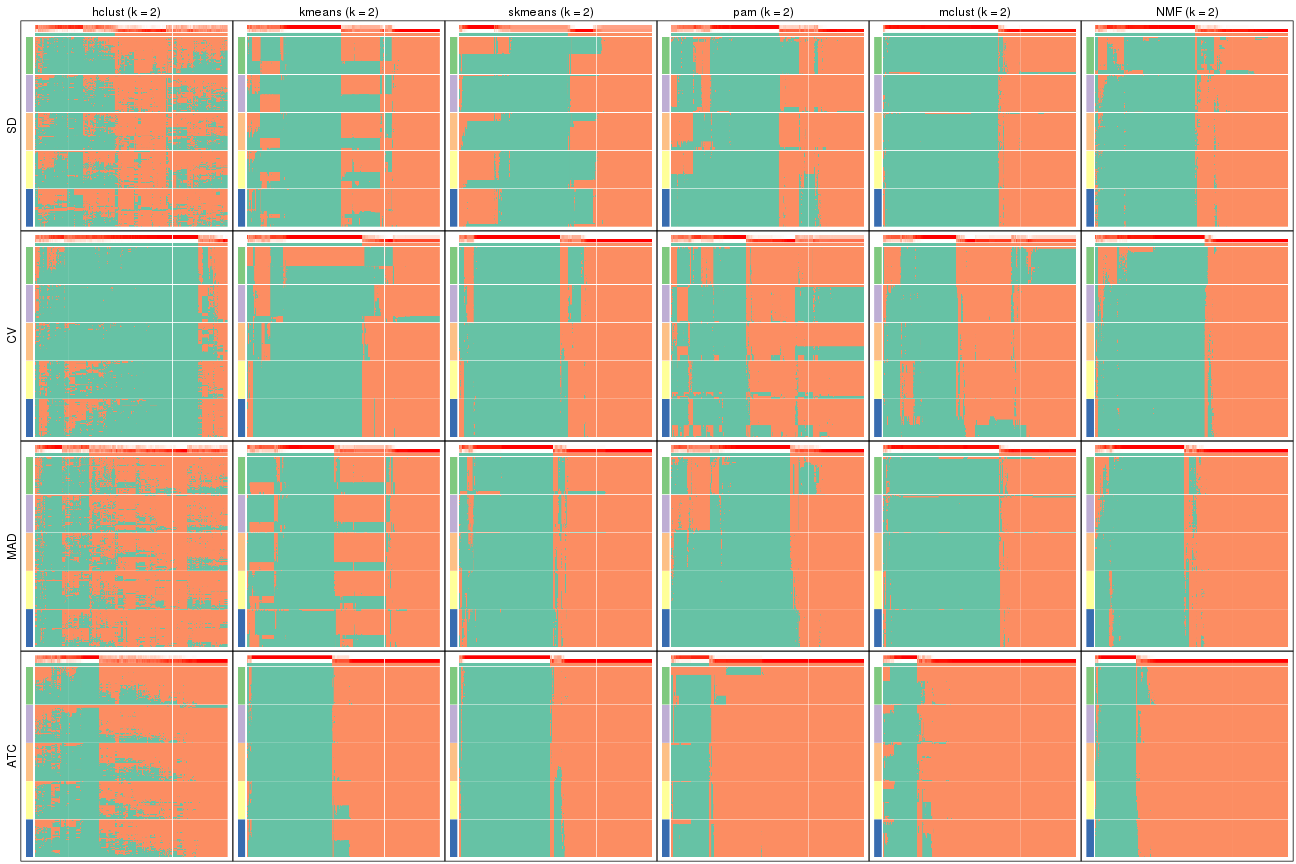 hclust (k = 2) kmeans (k = 2) skmeans (k = 2) pam (k = 2) mclust (k = 2) NMF (k = 2)
SD
CV
MAD
ATC